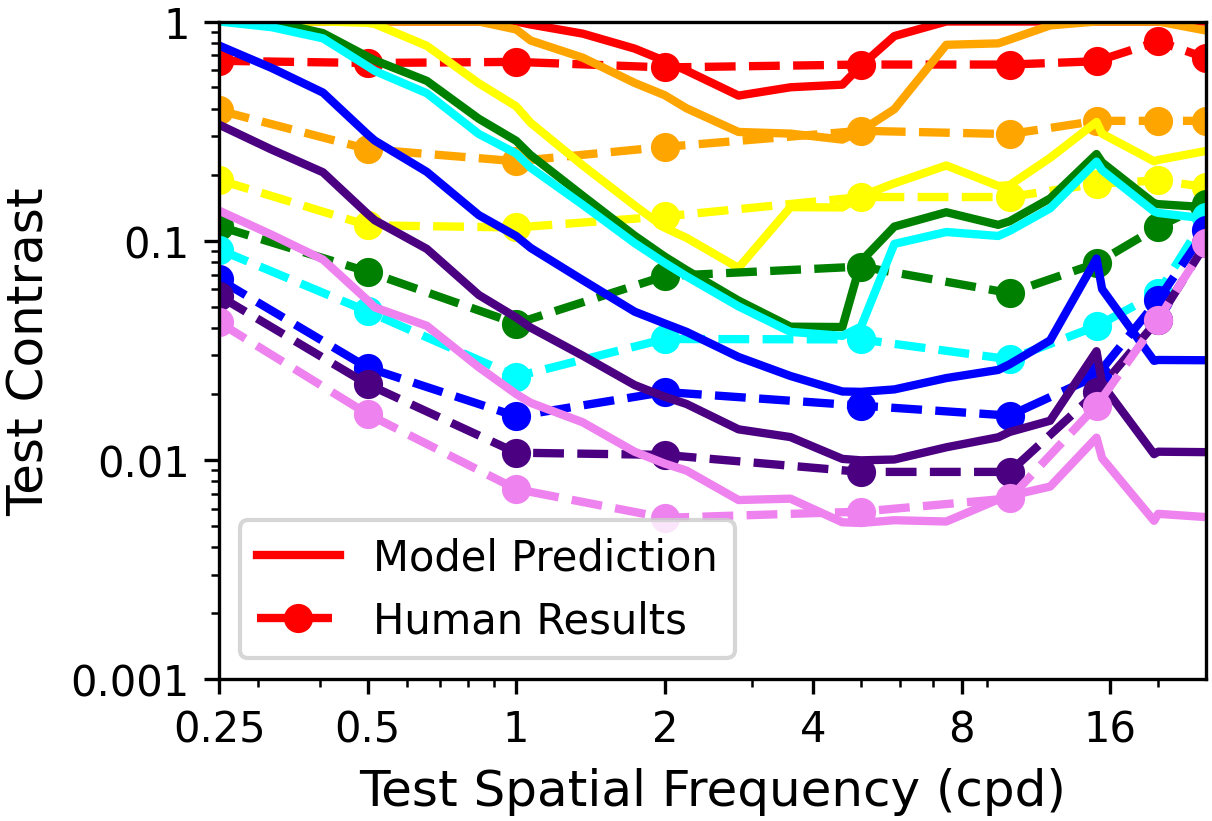 1
0.1
0.01
0.001
Test Contrast
Model Prediction
Human Results
0.25 0.5 1 2 4 8 16
Test Spatial Frequency (cpd)